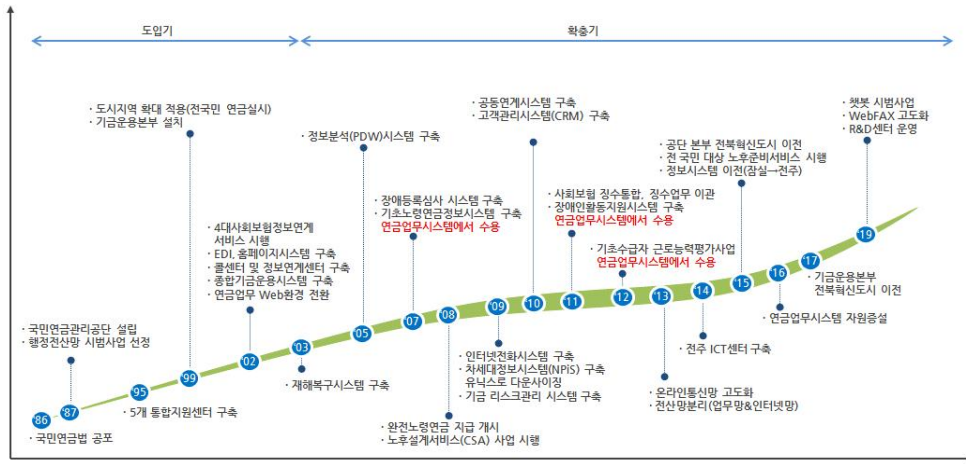 도입기
확충기
· 도시지역 확대 적용(전국민 연금실시)
· 기금운용본부 설치
· 정보분석(PDW)시스템 구축
· 공동연계시스템 구축
· 고객관리시스템(CRM) 구축
· 챗봇 시범사업
· WebFAX 고도화
· R&D센터 운영
· 공단 본부 전북혁신도시 이전
· 전 국민 대상 노후준비서비스 시행
· 정보시스템 이전(잠실→전주)
· 장애등록심사 시스템 구축
· 기초노령연금정보시스템 구축
연금업무시스템에서 수용
· 사회보험 징수통합, 징수업무 이관
· 장애인활동지원시스템 구축
연금업무시스템에서 수용
· 4대사회보험정보연계
서비스 시행
· EDI, 홈페이지시스템 구축
· 콜센터 및 정보연계센터 구축
· 종합기금운용시스템 구축
· 연금업무 Web환경 전환
· 기초수급자 근로능력평가사업
연금업무시스템에서 수용
· 국민연금관리공단 설립
· 행정전산망 시범사업 선정
'86
'87
'95
'99
'02
'03
'05
'07
'08
'09
'10
'11
'12
'13
'14
'15
'16
'17
'19
· 기금운용본부
전북혁신도시 이전
· 연금업무시스템 자원증설
· 전주 ICT센터 구축
· 인터넷전화시스템 구축
· 차세대정보시스템(NPIS) 구축
유닉스로 다운사이징
· 기금 리스크관리 시스템 구축
· 재해복구시스템 구축
· 온라인통신망 고도화
· 전산망분리(업무망&인터넷망)
· 5개 통합지원센터 구축
· 완전노령연금 지급 개시
· 노후설계서비스(CSA) 사업 시행
· 국민연금법 공포